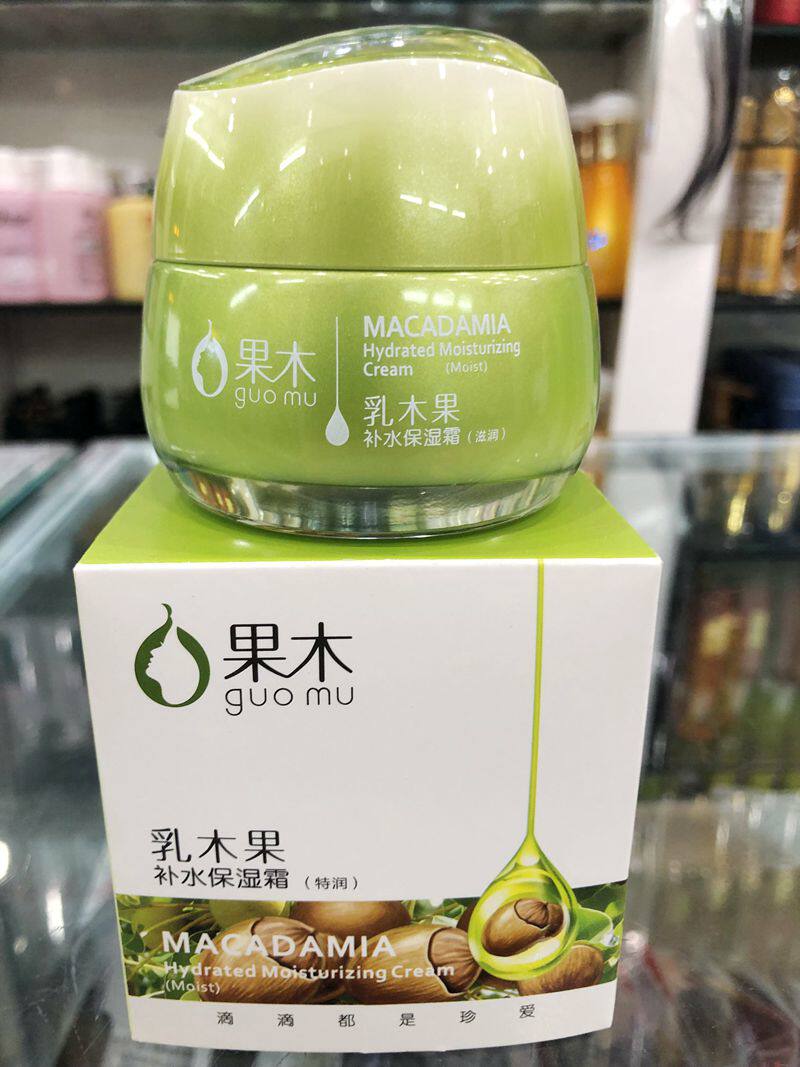 果木
guo mu
MACADAMIA
Hydrated Moisturizing
Cream (Moist)
乳木果
补水保湿霜（滋润）
果木
guo mu
乳木果
补水保湿霜（特润）
MACADAMIA
Hydrated Moisturizing Cream
(Moist)
滴滴都是珍爱